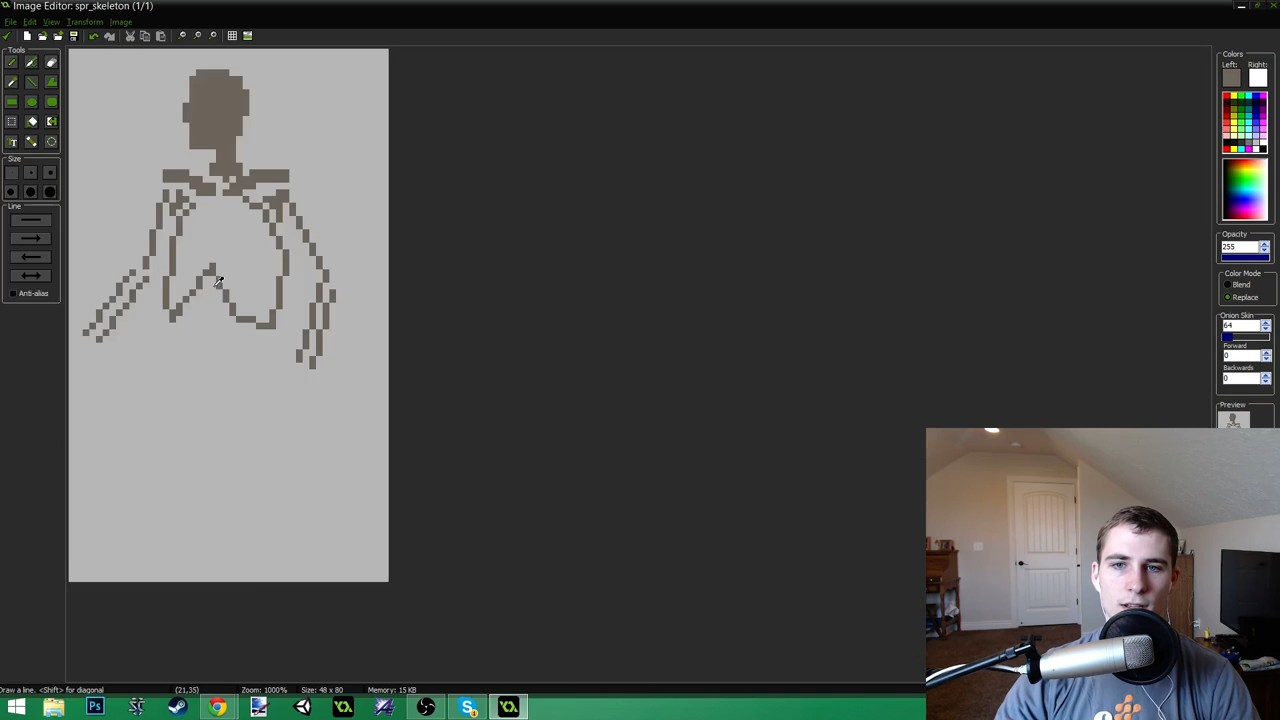 Image Editor: spr_skeleton (1/1)
File Edit View Transform Image
Tools
Size
Line
Anti-alias
Colors
Left: Right:
Opacity
255
Color Mode
Blend
Replace
Onion Skin
64
Forward
0
Backwards
0
Preview
Draw a line. <Shift> for diagonal (21,35) Zoom: 1000% Size: 48 x 80 Memory: 15 KB